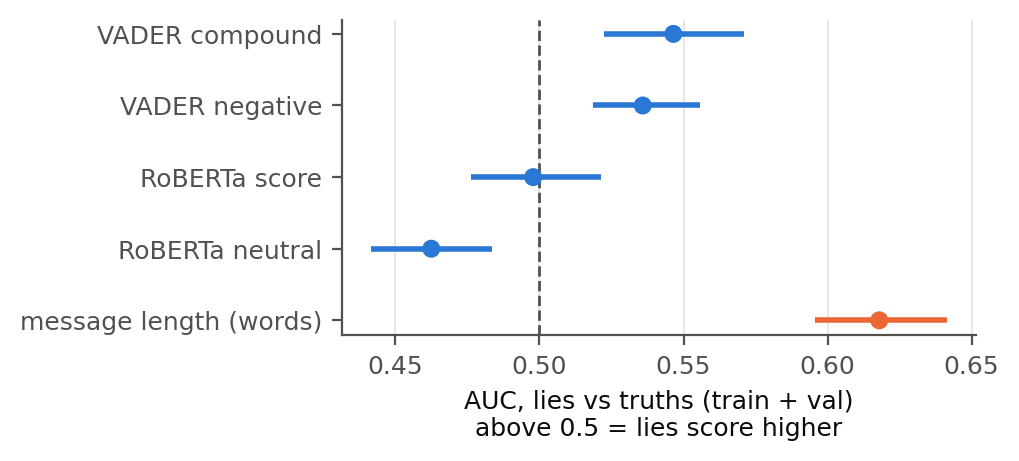 VADER compound
VADER negative
RoBERTa score
RoBERTa neutral
message length (words)
0.45 0.50 0.55 0.60 0.65
AUC, lies vs truths (train + val)
above 0.5 = lies score higher